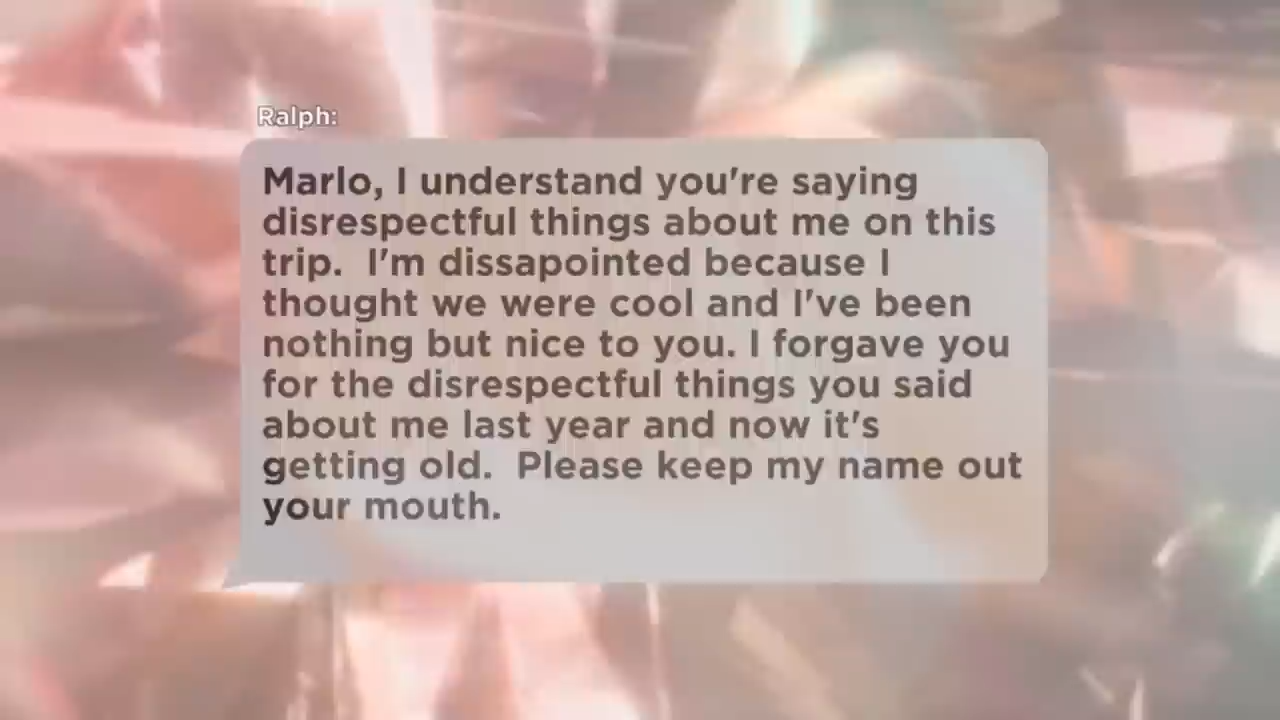 Ralph:
Marlo, I understand you're saying
disrespectful things about me on this
trip.  I'm dissapointed because I
thought we were cool and I've been
nothing but nice to you. I forgave you
for the disrespectful things you said
about me last year and now it's
getting old.  Please keep my name out
your mouth.